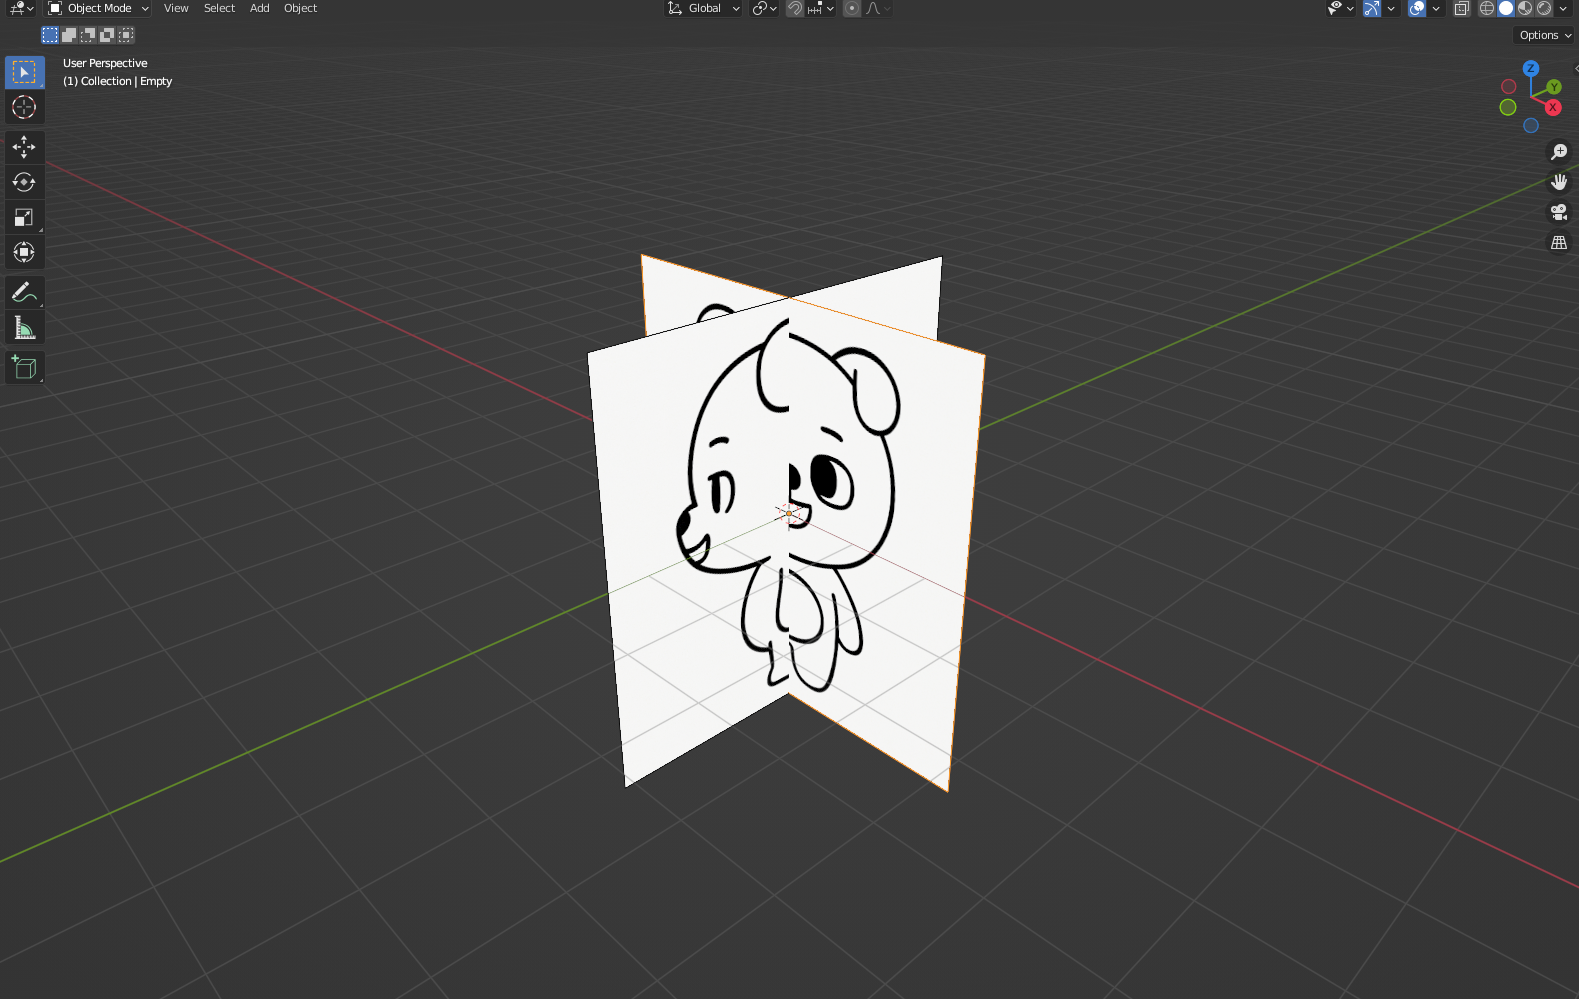 Object Mode View Select Add Object Global
Options
User Perspective
(1) Collection | Empty
Z
Y
X